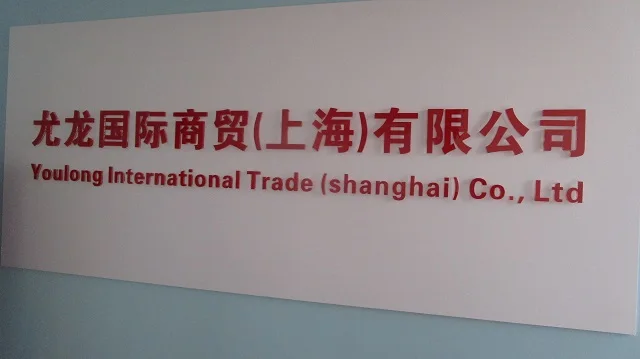 尤龙国际商贸(上海)有限公司
Youlong International Trade (shanghai) Co., Ltd